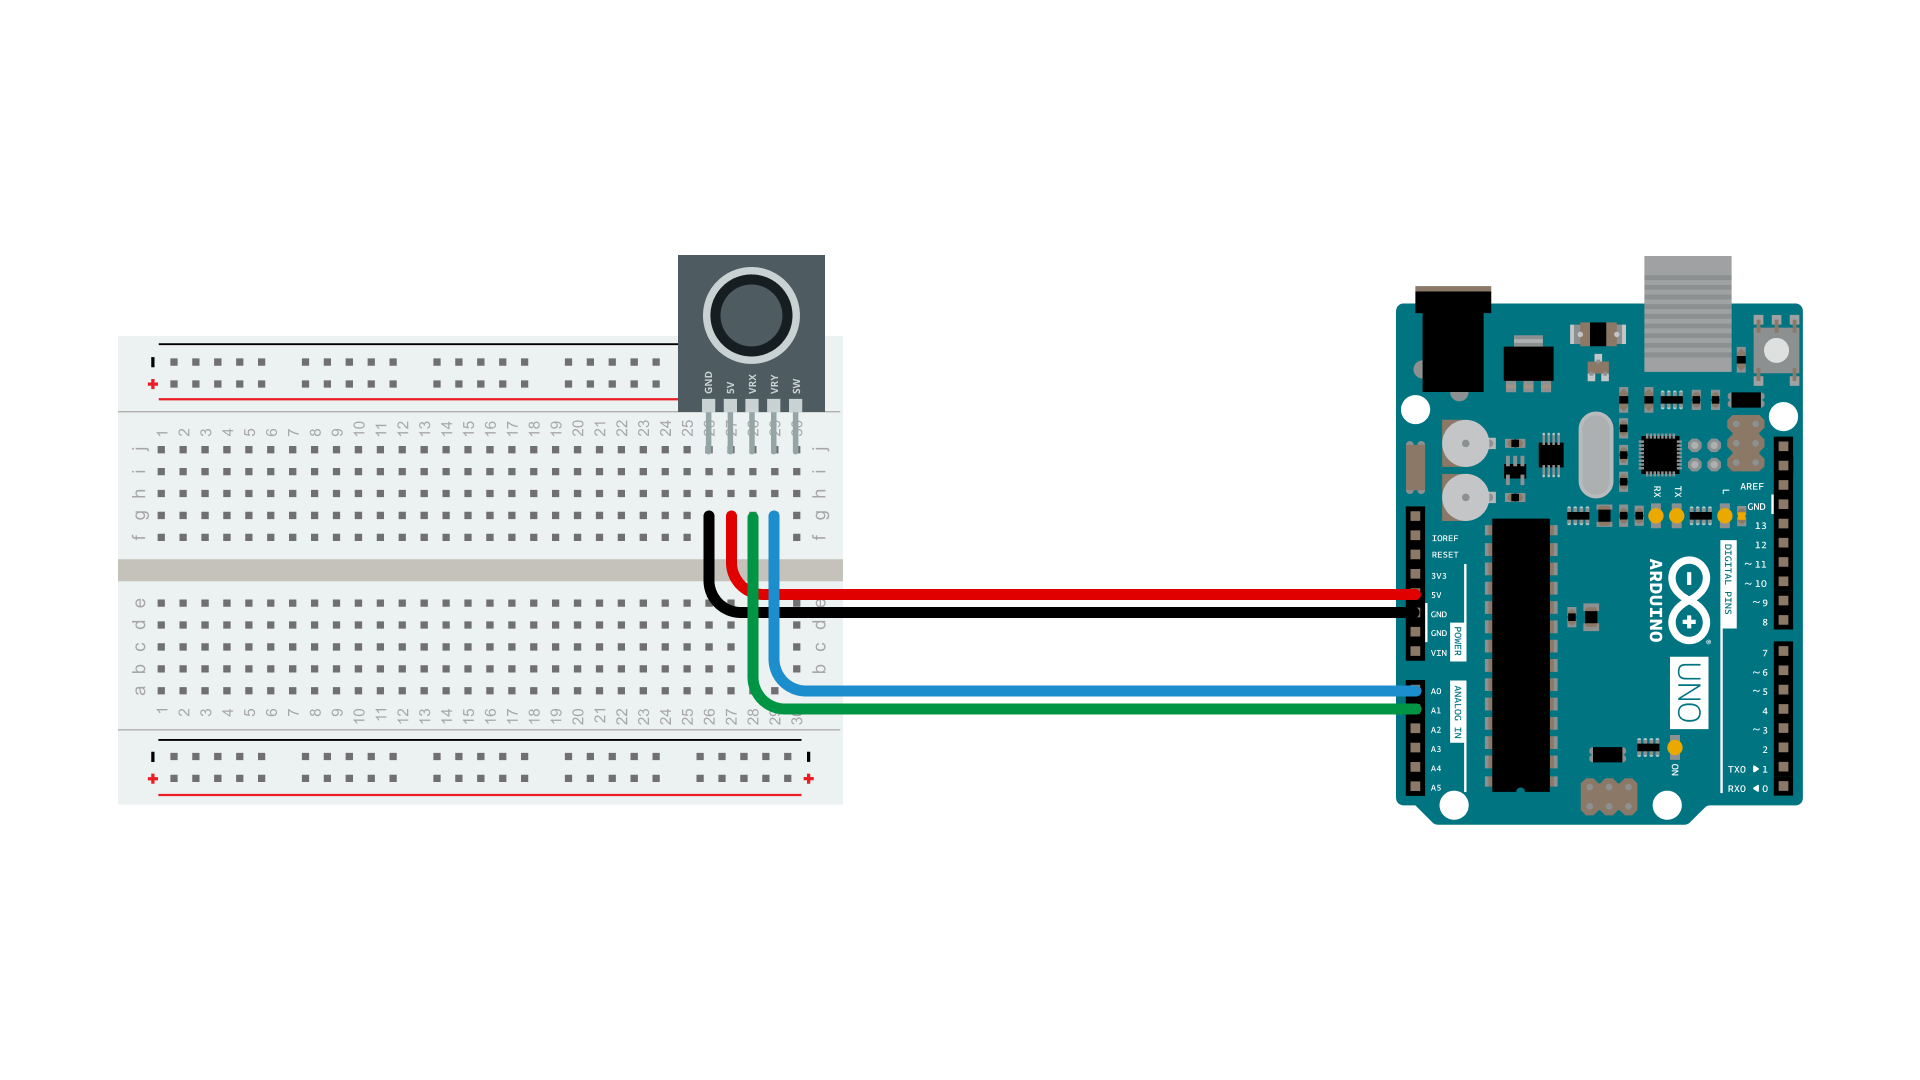 GND 5V VRX VRY SW
1 2 3 4 5 6 7 8 9 10 11 12 13 14 15 16 17 18 19 20 21 22 23 24 25 26 27 28 29 30
j j
i i
h h
g g
f f
e e
d d
c c
b b
a a
1 2 3 4 5 6 7 8 9 10 11 12 13 14 15 16 17 18 19 20 21 22 23 24 25 26 27 28
IOREF
RESET
3V3
5V
GND
GND
VIN
POWER
A0
A1
A2
A3
A4
A5
ANALOG IN
RX TX L
ARDUINO
UNO
ON
DIGITAL PINS
AREF
GND
13
12
~ 11
~ 10
~ 9
8
7
~ 6
~ 5
4
~ 3
2
TXO ▶ 1
RXO ◀ 0